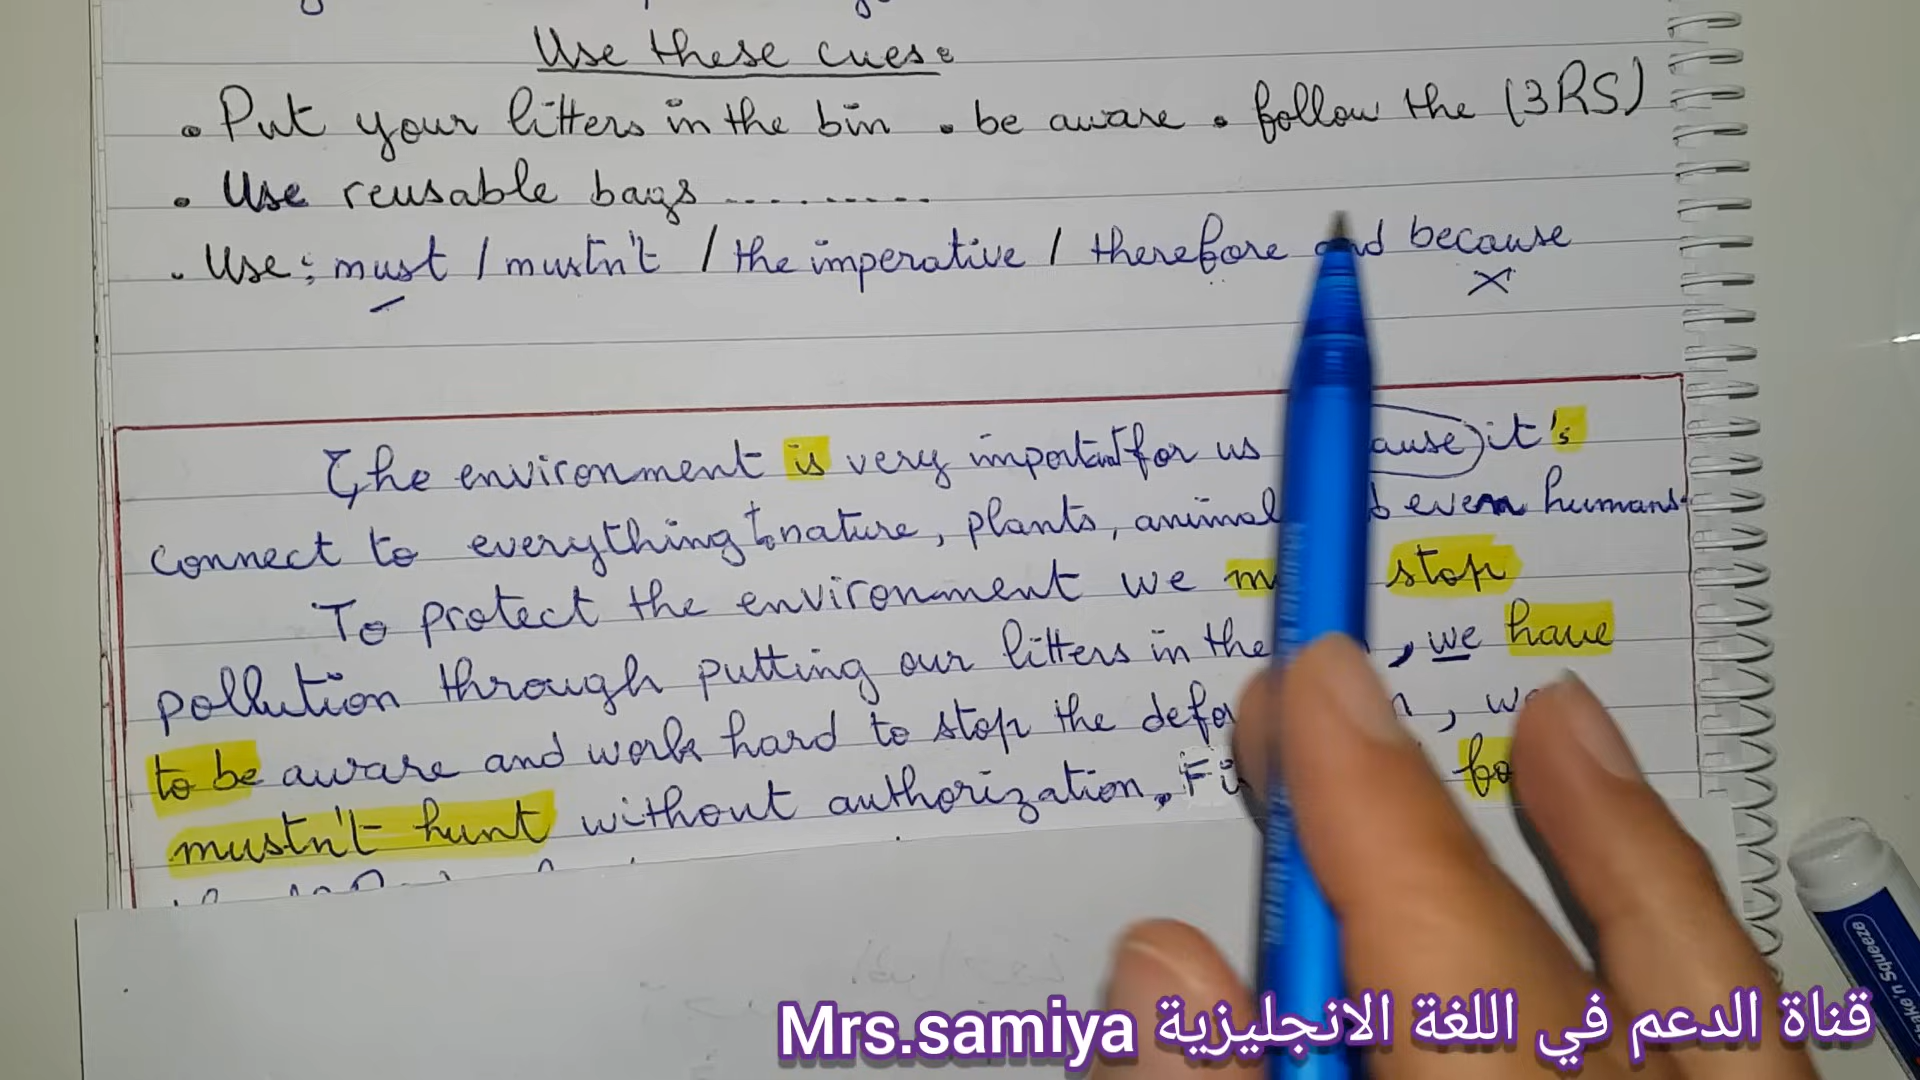 Use these cues:
. Put your litters in the bin . be aware . follow the (3RS)
. Use reusable bags ..........
. Use: must / mustn't / the imperative / therefore and because
The environment is very important for us it's
connect to everything to nature, plants, even humans.
To protect the environment we stop
pollution through putting our litters in the , we have
to be aware and work hard to stop the
mustn't hunt without authorization.
Mrs.samiya قناة الدعم في اللغة الانجليزية